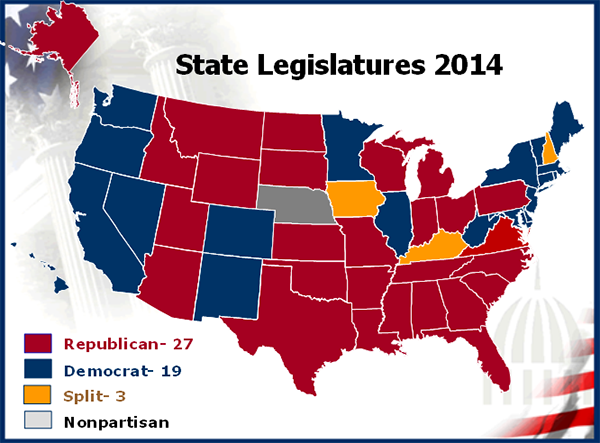 State Legislatures 2014
Republican- 27
Democrat- 19
Split- 3
Nonpartisan